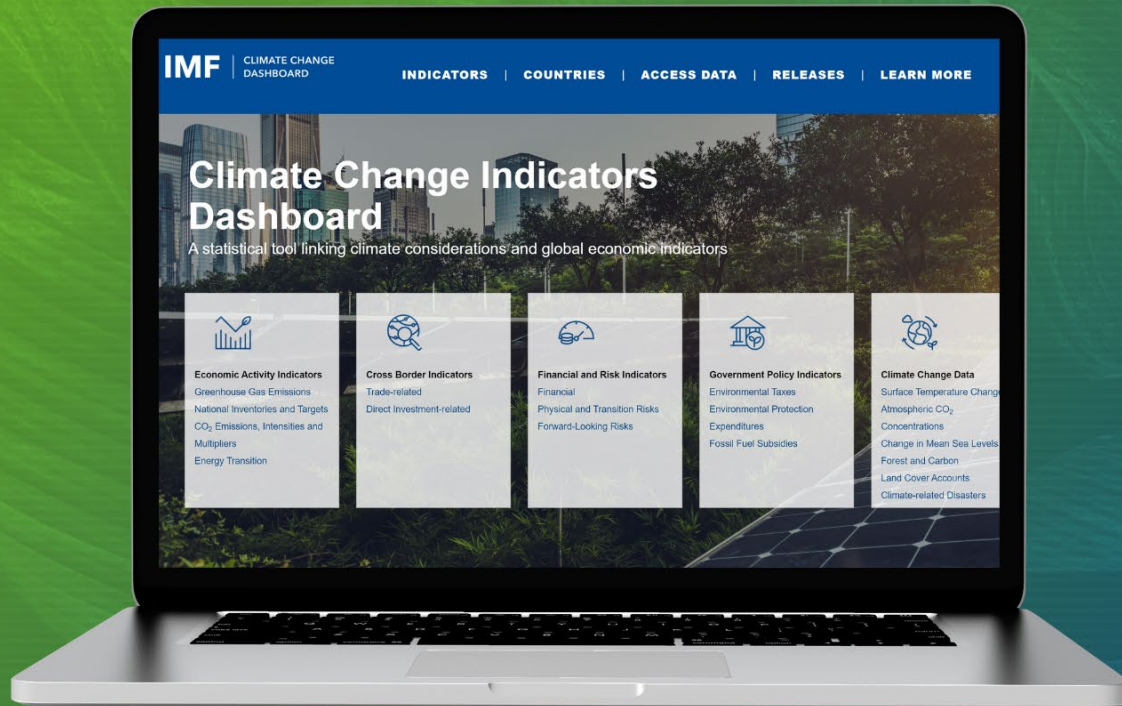 IMF
CLIMATE CHANGE
DASHBOARD
INDICATORS | COUNTRIES | ACCESS DATA | RELEASES | LEARN MORE
Climate Change Indicators
Dashboard
A statistical tool linking climate considerations and global economic indicators
Economic Activity Indicators
Greenhouse Gas Emissions
National Inventories and Targets
CO₂ Emissions, Intensities and
Multipliers
Energy Transition
Cross Border Indicators
Trade-related
Direct Investment-related
Financial and Risk Indicators
Financial
Physical and Transition Risks
Forward-Looking Risks
Government Policy Indicators
Environmental Taxes
Environmental Protection
Expenditures
Fossil Fuel Subsidies
Climate Change Data
Surface Temperature Change
Atmospheric CO₂
Concentrations
Change in Mean Sea Levels
Forest and Carbon
Land Cover Accounts
Climate-related Disasters